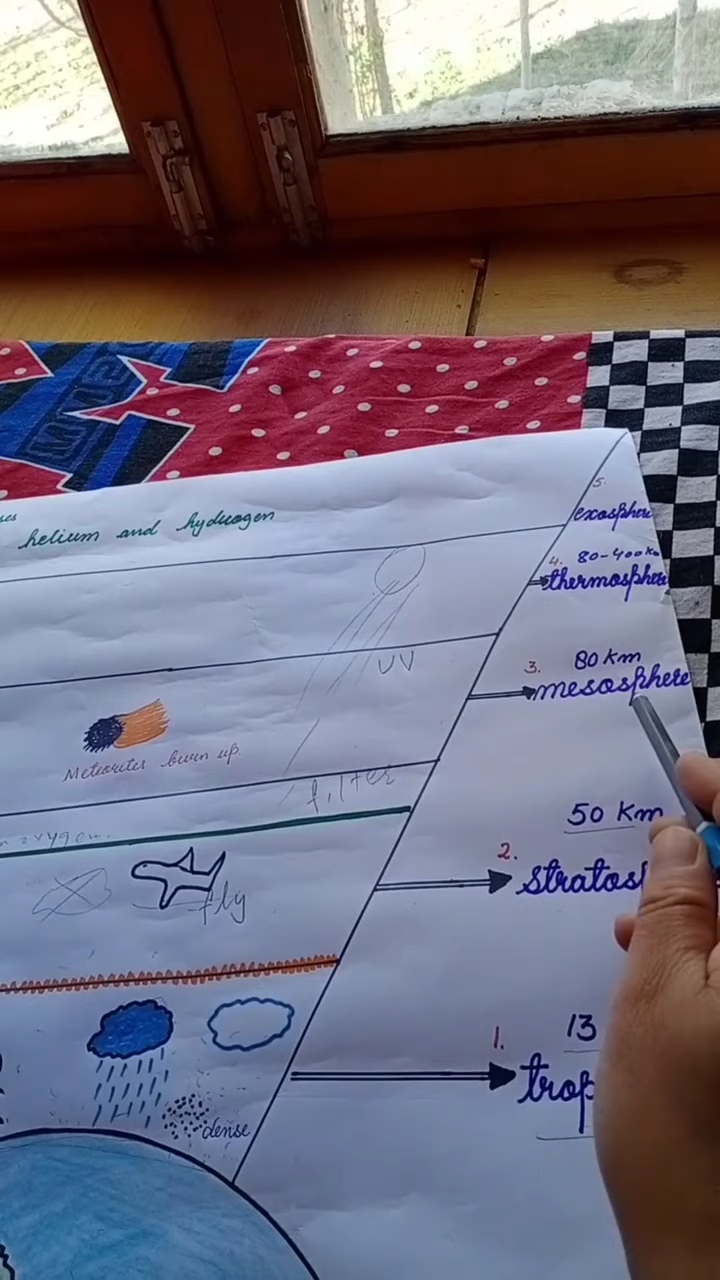 5.
exosphere
helium and hydrogen
4. 80-400 Km
thermosphere
UV
3. 80 Km
mesosphere
Meteorites burn up.
filter
50 Km
oxygen.
2.
fly
1. 13
dense